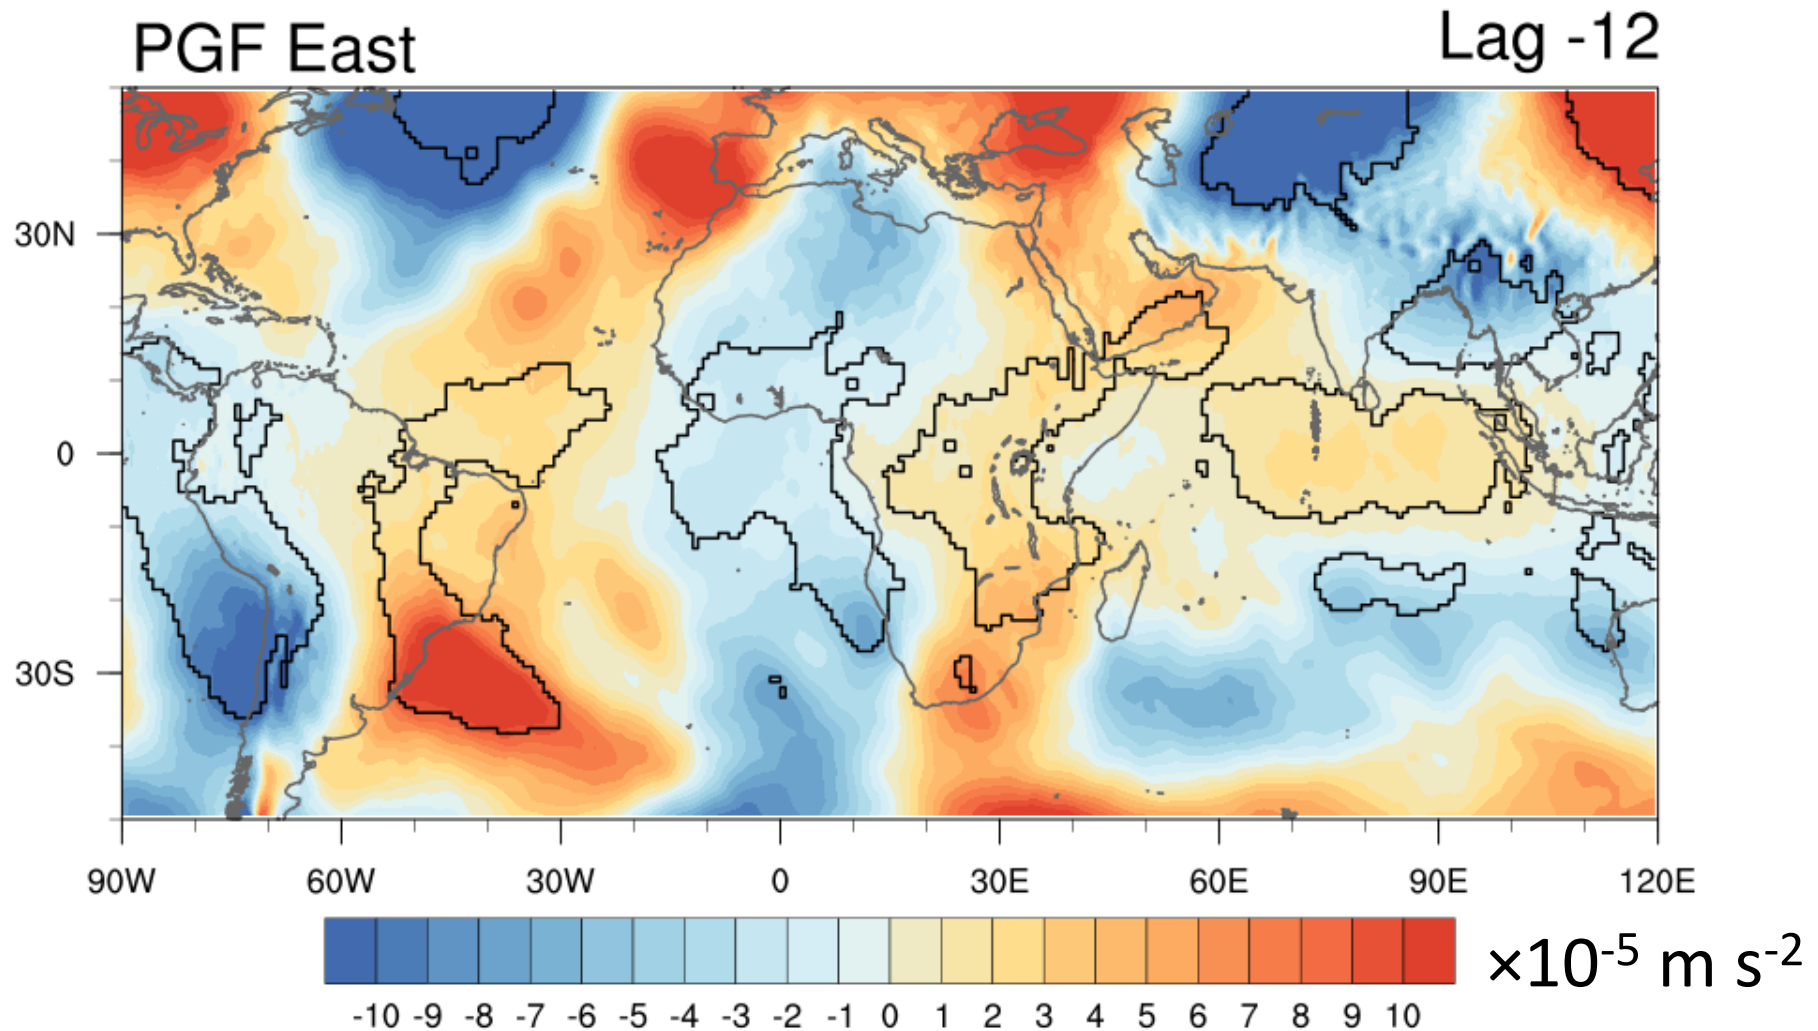 PGF East Lag -12
30N
0
30S
90W 60W 30W 0 30E 60E 90E 120E
-10 -9 -8 -7 -6 -5 -4 -3 -2 -1 0 1 2 3 4 5 6 7 8 9 10
×10⁻⁵ m s⁻²